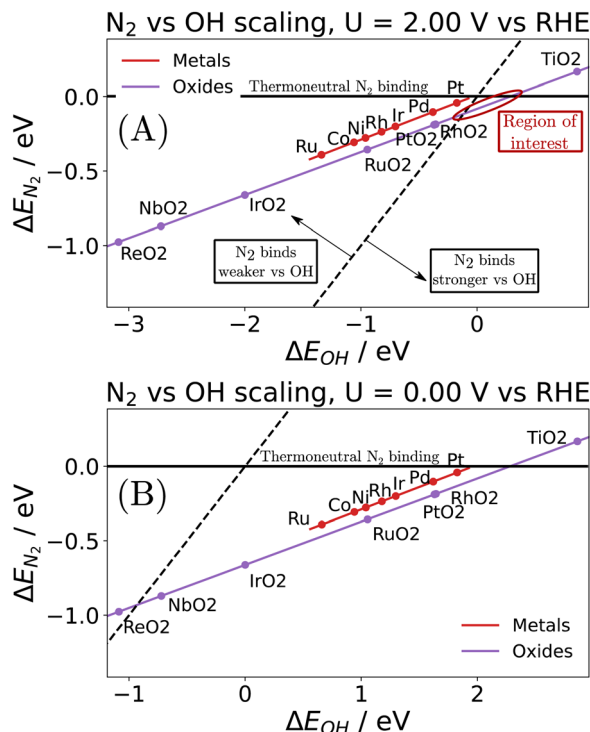 N₂ vs OH scaling, U = 2.00 V vs RHE
Metals
Oxides
TiO2
Thermoneutral N₂ binding
Pt
0.0
(A)
Pd
Ir
Rh
Ni
Co
Ru
RhO2
PtO2
RuO2
Region of
interest
−0.5
ΔE_N₂ / eV
NbO2
IrO2
−1.0
ReO2
N₂ binds
weaker vs OH
N₂ binds
stronger vs OH
−3 −2 −1 0
ΔE_OH / eV
N₂ vs OH scaling, U = 0.00 V vs RHE
TiO2
Thermoneutral N₂ binding
Pt
0.0
(B)
Pd
Ir
Rh
Ni
Co
Ru
RhO2
PtO2
RuO2
−0.5
ΔE_N₂ / eV
IrO2
NbO2
−1.0
ReO2
Metals
Oxides
−1 0 1 2
ΔE_OH / eV